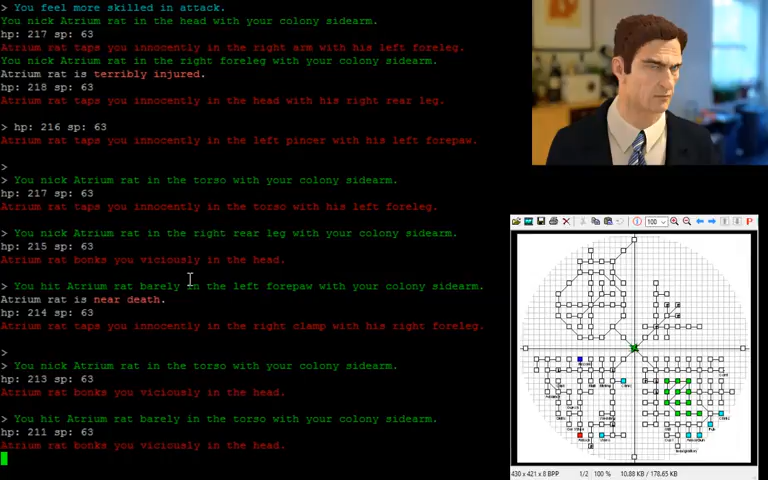 > You feel more skilled in attack.
You nick Atrium rat in the head with your colony sidearm.
hp: 217 sp: 63
Atrium rat taps you innocently in the right arm with his left foreleg.
You nick Atrium rat in the right foreleg with your colony sidearm.
Atrium rat is terribly injured.
hp: 218 sp: 63
Atrium rat taps you innocently in the head with his right rear leg.
> hp: 216 sp: 63
Atrium rat taps you innocently in the left pincer with his left forepaw.
>
> You nick Atrium rat in the torso with your colony sidearm.
hp: 217 sp: 63
Atrium rat taps you innocently in the torso with his left foreleg.
> You nick Atrium rat in the right rear leg with your colony sidearm.
hp: 215 sp: 63
Atrium rat bonks you viciously in the head.
> You hit Atrium rat barely in the left forepaw with your colony sidearm.
Atrium rat is near death.
hp: 214 sp: 63
Atrium rat taps you innocently in the right clamp with his right foreleg.
>
> You nick Atrium rat in the torso with your colony sidearm.
hp: 213 sp: 63
Atrium rat bonks you viciously in the head.
> You hit Atrium rat barely in the torso with your colony sidearm.
hp: 211 sp: 63
Atrium rat bonks you viciously in the head.
100
430 x 421 x 8 BPP
1/2
100 %
10.88 KB / 178.65 KB